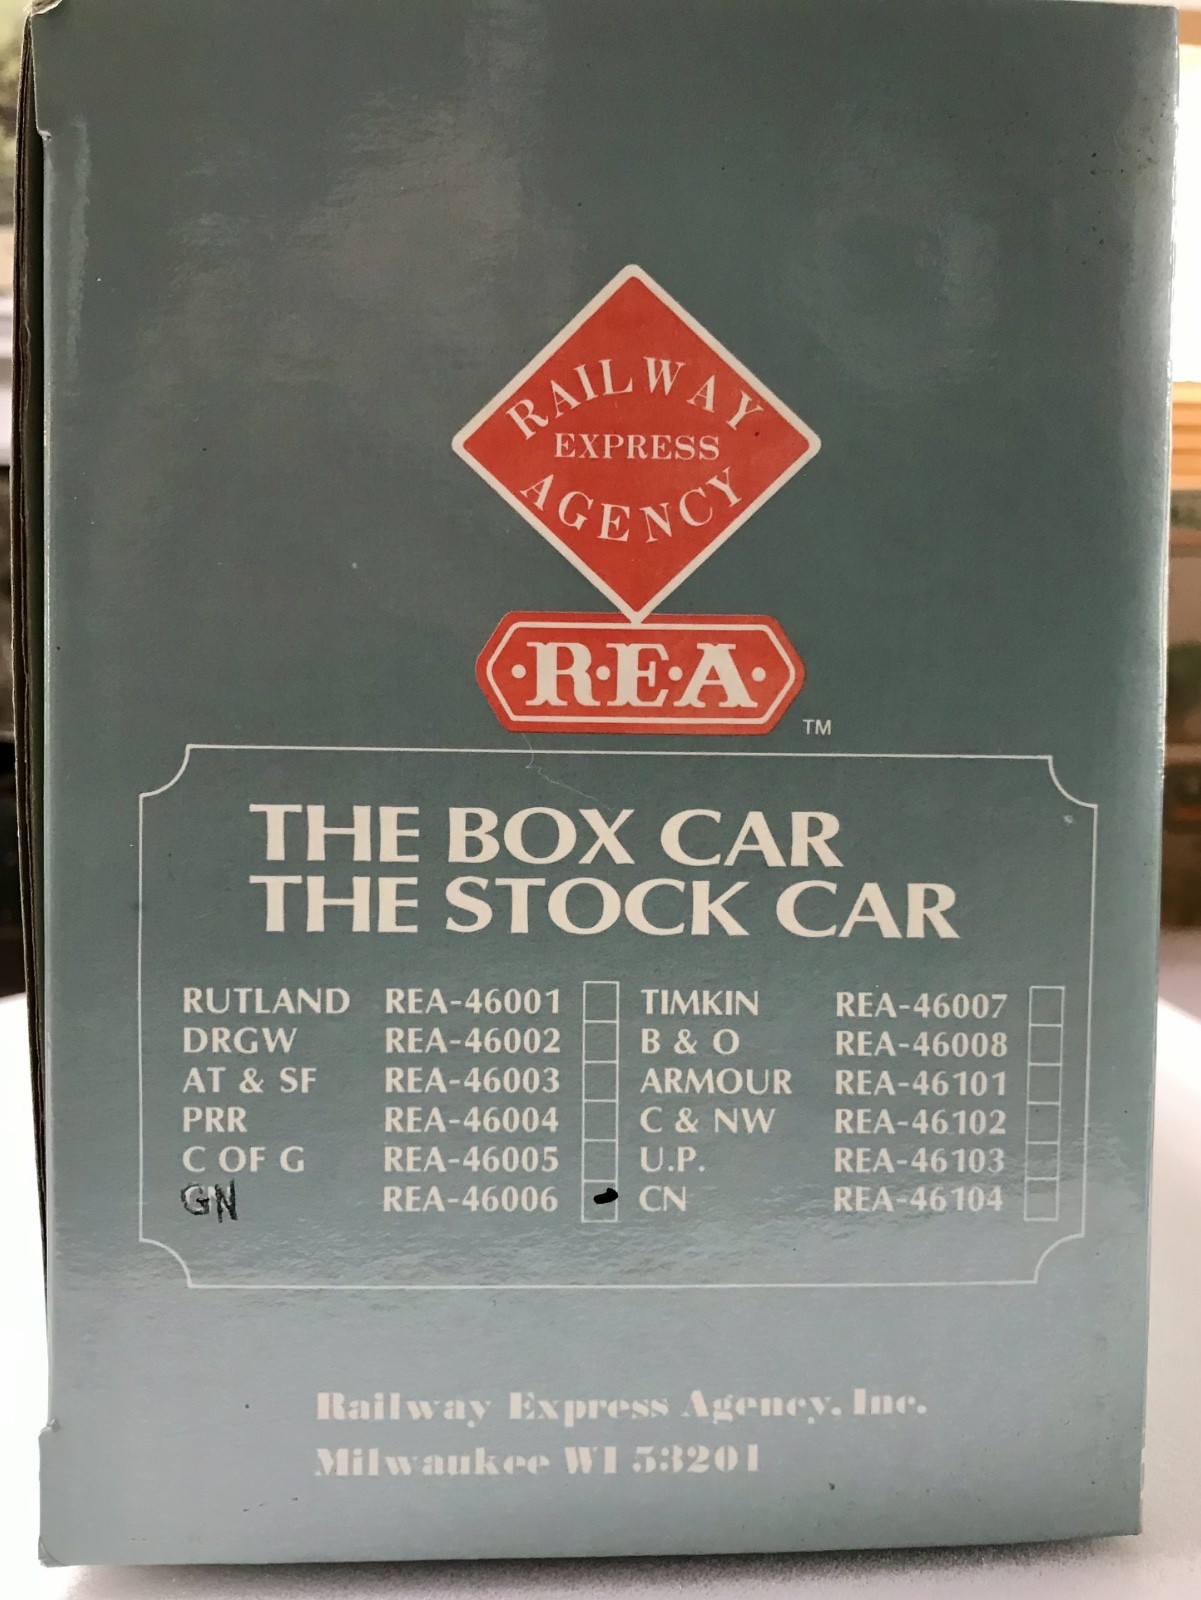 RAILWAY
EXPRESS
AGENCY
·R·E·A·
TM
THE BOX CAR
THE STOCK CAR
RUTLAND REA-46001 TIMKIN REA-46007
DRGW REA-46002 B & O REA-46008
AT & SF REA-46003 ARMOUR REA-46101
PRR REA-46004 C & NW REA-46102
C OF G REA-46005 U.P. REA-46103
GN REA-46006 CN REA-46104
Railway Express Agency, Inc.
Milwaukee WI 53201